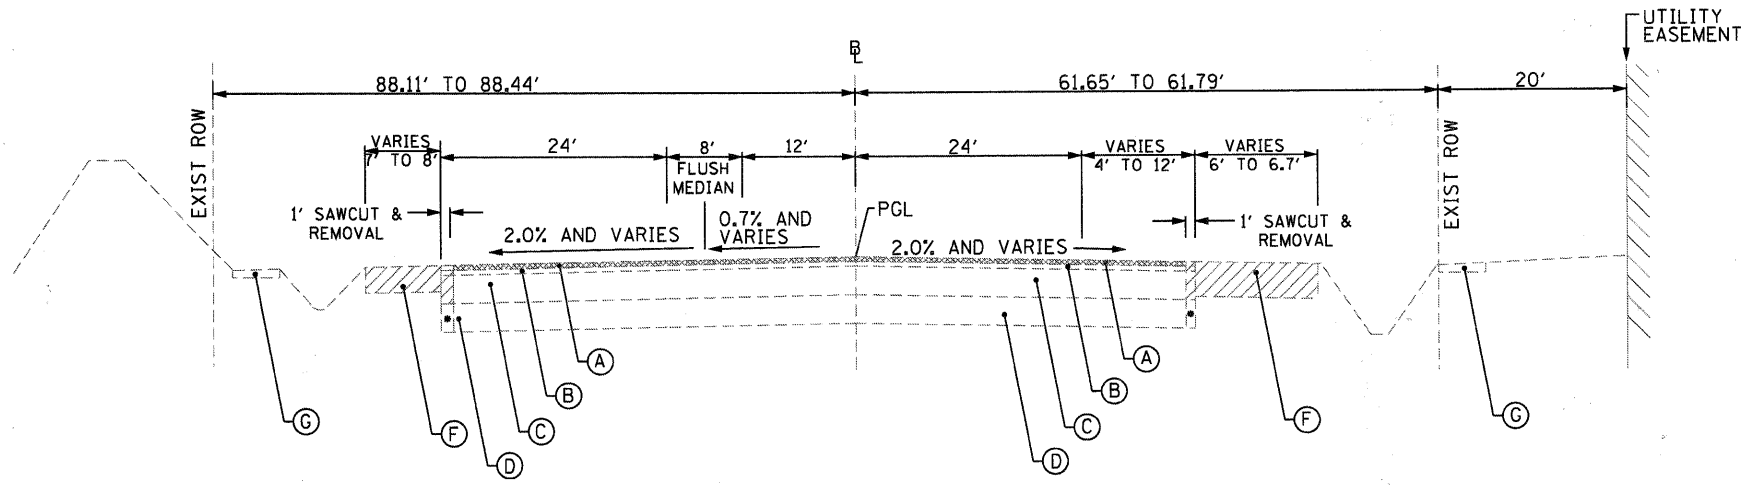 UTILITY
EASEMENT
BL
88.11' TO 88.44'
61.65' TO 61.79'
20'
EXIST ROW
VARIES
7' TO 8'
24'
8'
FLUSH
MEDIAN
12'
24'
VARIES
4' TO 12'
VARIES
6' TO 6.7'
EXIST ROW
1' SAWCUT &
REMOVAL
2.0% AND VARIES
0.7% AND
VARIES
PGL
2.0% AND VARIES
1' SAWCUT &
REMOVAL
* *
A A
B B
C C
D D
F F
G G